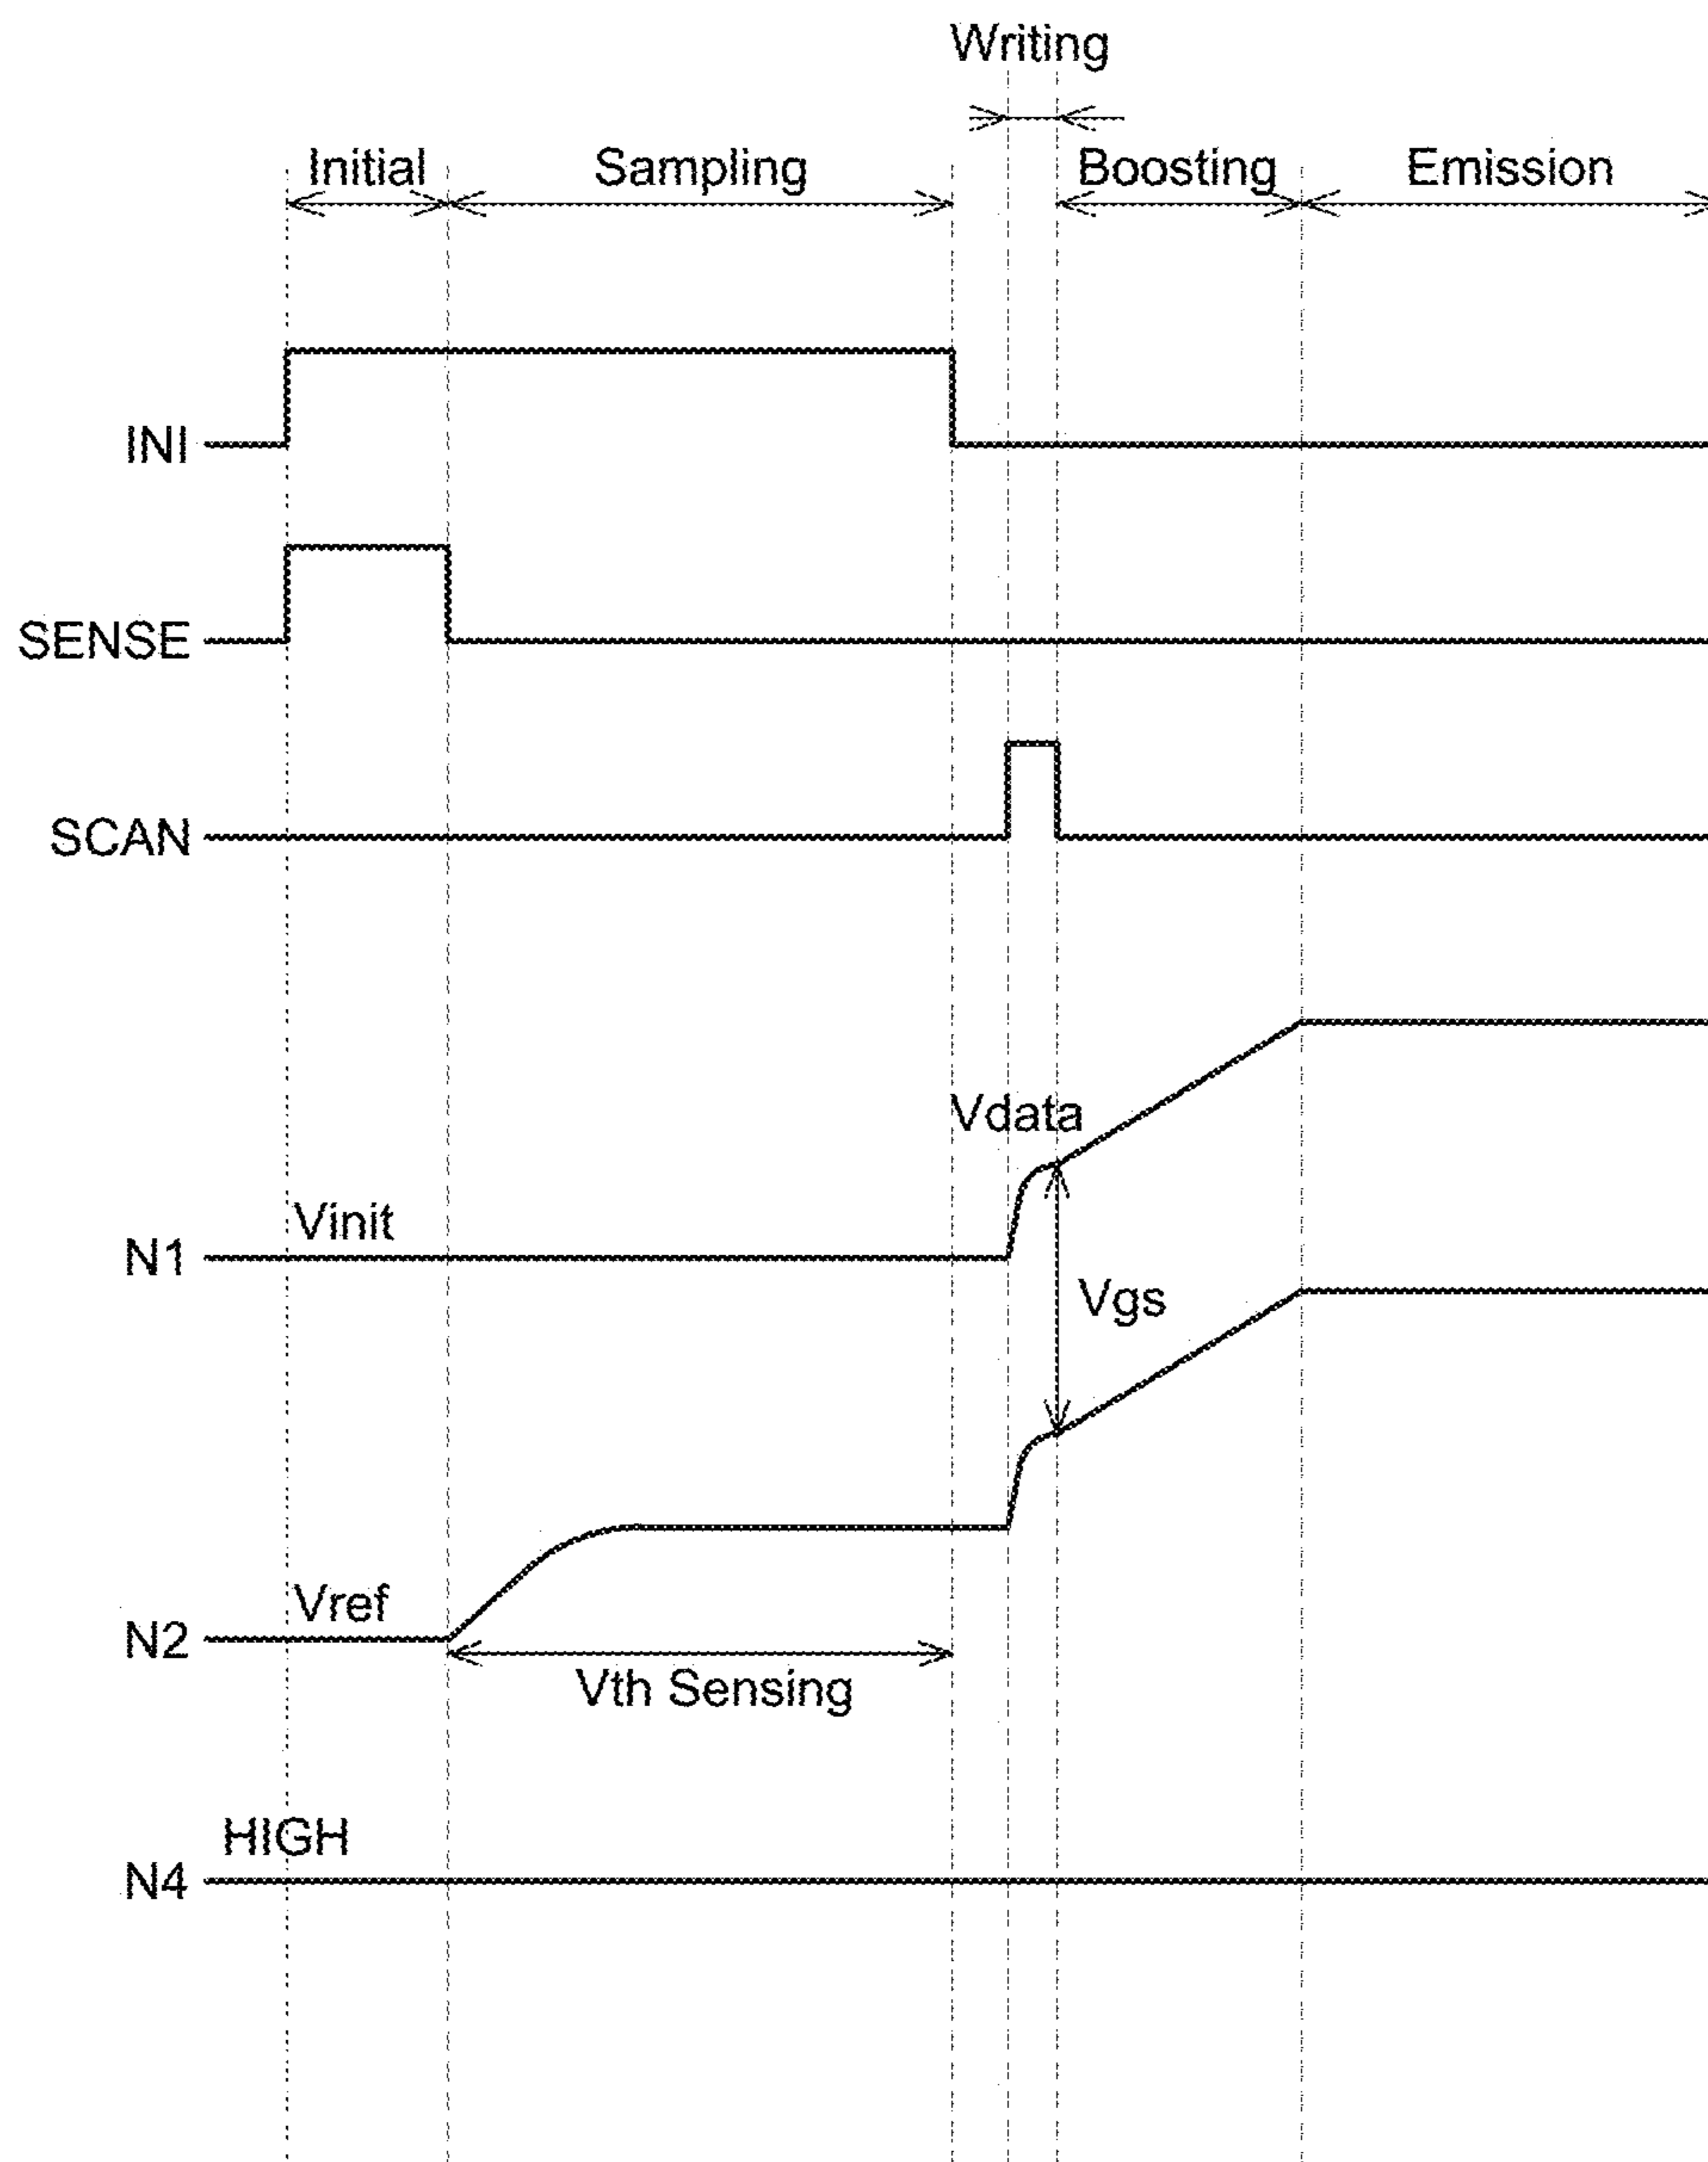 Writing
Initial
Sampling
Boosting
Emission
INI
SENSE
SCAN
Vdata
Vinit
N1
Vgs
Vref
N2
Vth Sensing
HIGH
N4